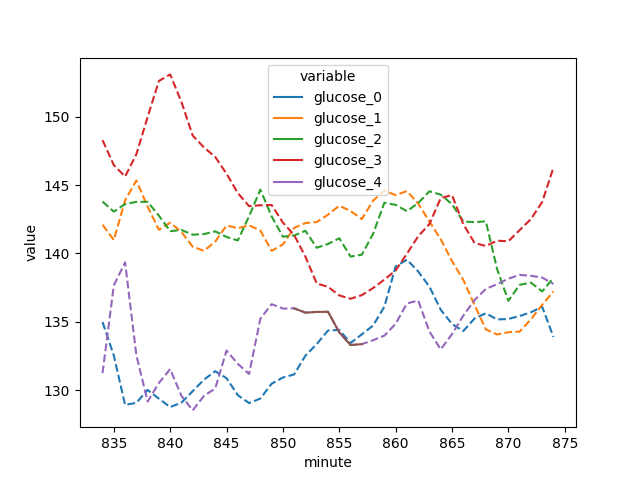 variable
glucose_0
glucose_1
glucose_2
glucose_3
glucose_4
150
145
140
135
130
value
835 840 845 850 855 860 865 870 875
minute